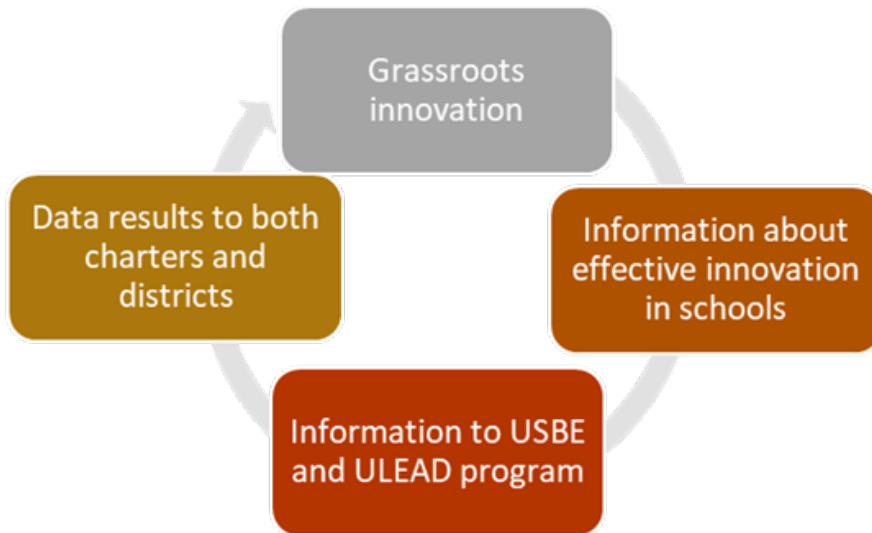 Grassroots
innovation
Information about
effective innovation
in schools
Information to USBE
and ULEAD program
Data results to both
charters and
districts